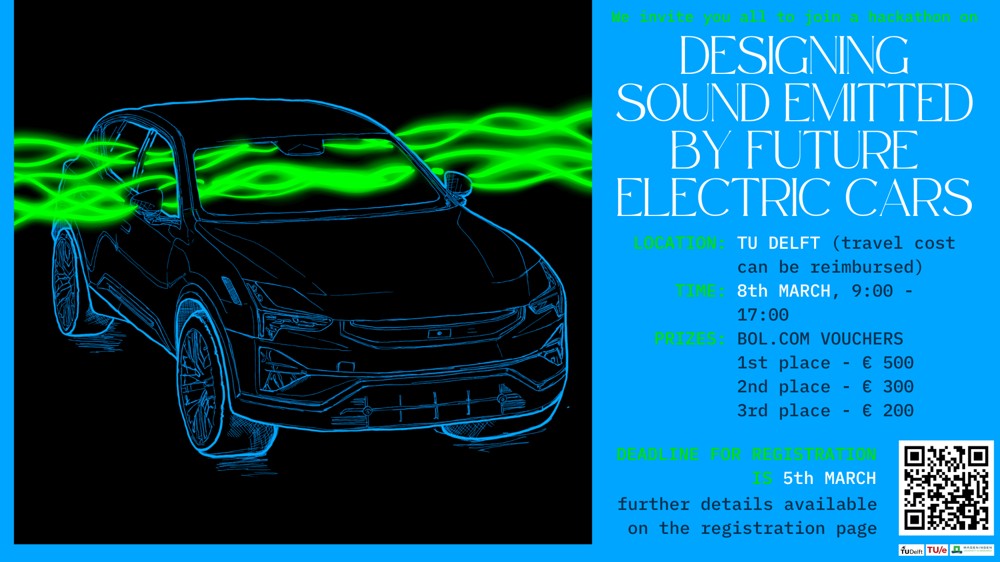 We invite you all to join a hackathon on
DESIGNING
SOUND EMITTED
BY FUTURE
ELECTRIC CARS
LOCATION: TU DELFT (travel cost
can be reimbursed)
TIME: 8th MARCH, 9:00 -
17:00
PRIZES: BOL.COM VOUCHERS
1st place - € 500
2nd place - € 300
3rd place - € 200
DEADLINE FOR REGISTRATION
IS 5th MARCH
further details available
on the registration page
TUDelft
TU/e
WAGENINGEN
UNIVERSITY & RESEARCH